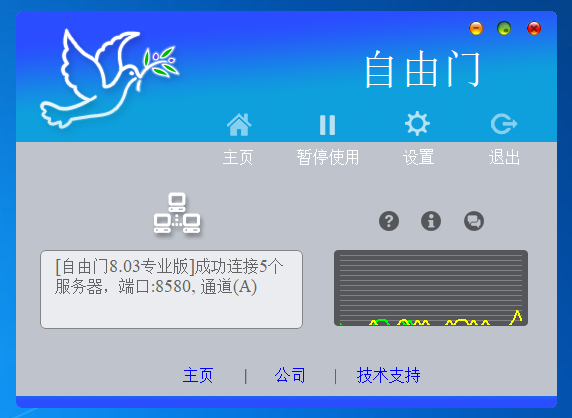 自由门
主页 暂停使用 设置 退出
[自由门8.03专业版]成功连接5个
服务器，端口:8580, 通道(A)
主页 | 公司 | 技术支持